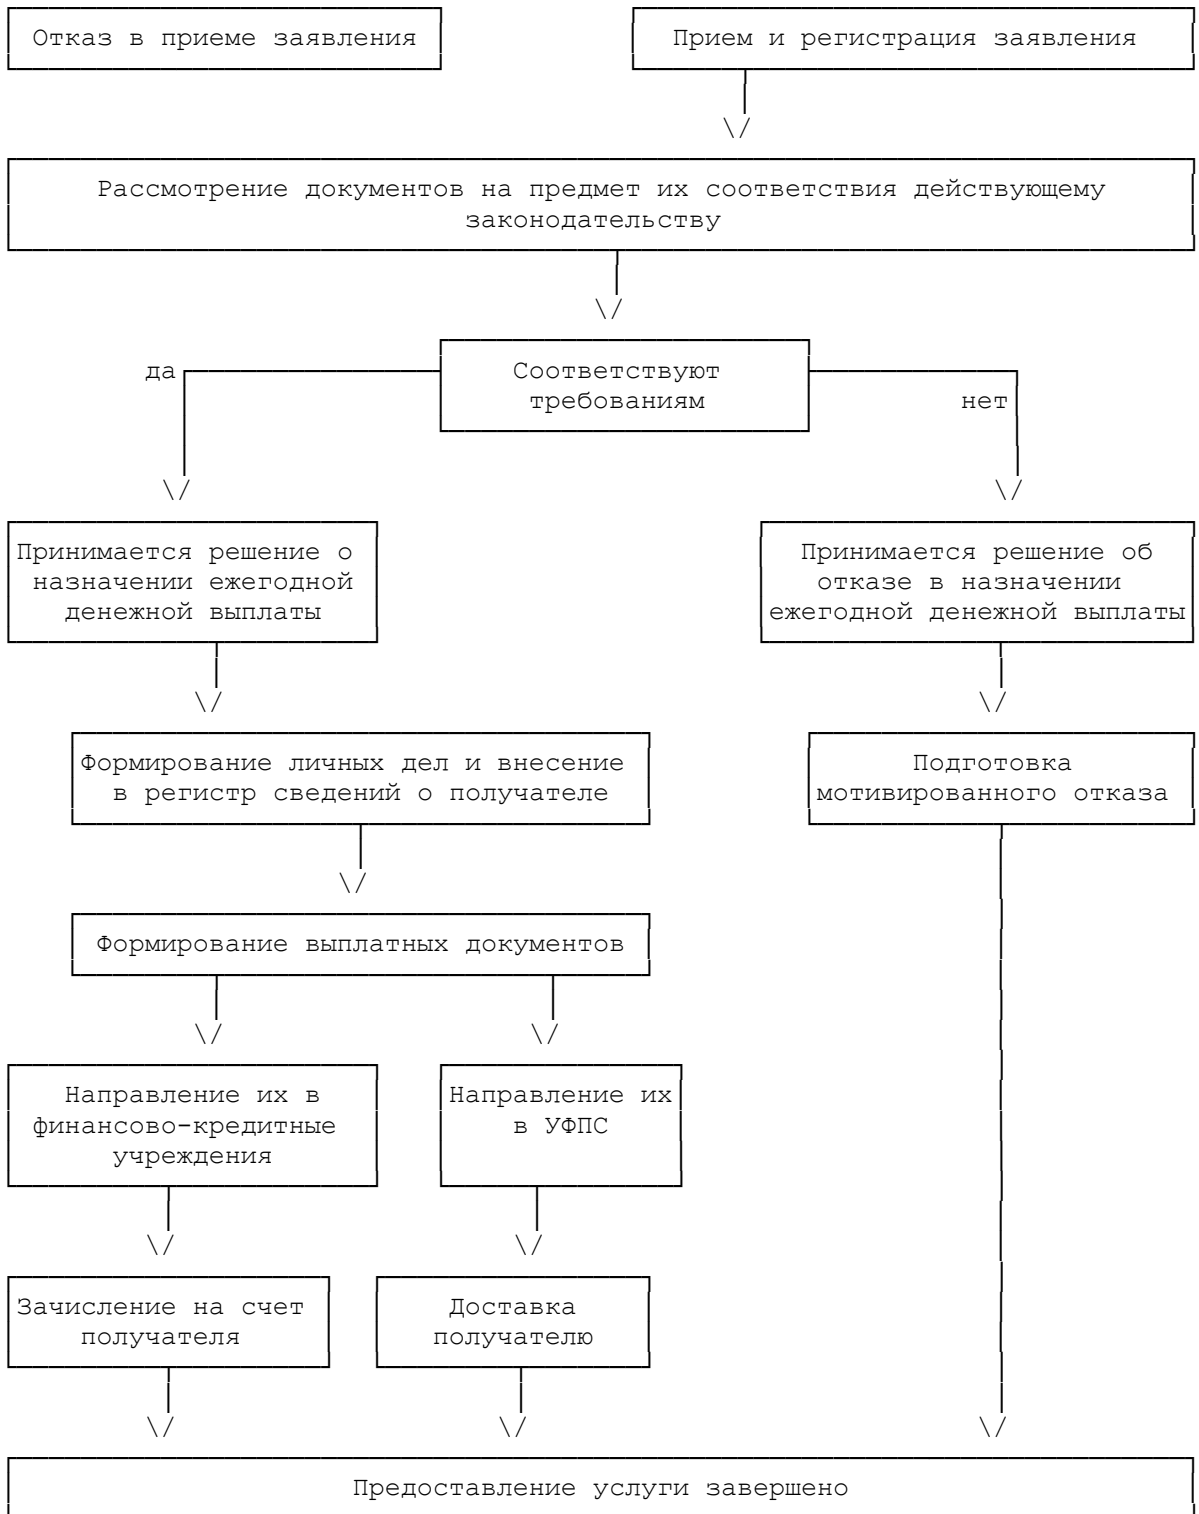 Отказ в приеме заявления
Прием и регистрация заявления
Рассмотрение документов на предмет их соответствия действующему
законодательству
да
Соответствуют
требованиям
нет
Принимается решение о
назначении ежегодной
денежной выплаты
Принимается решение об
отказе в назначении
ежегодной денежной выплаты
Формирование личных дел и внесение
в регистр сведений о получателе
Подготовка
мотивированного отказа
Формирование выплатных документов
Направление их в
финансово-кредитные
учреждения
Направление их
в УФПС
Зачисление на счет
получателя
Доставка
получателю
Предоставление услуги завершено